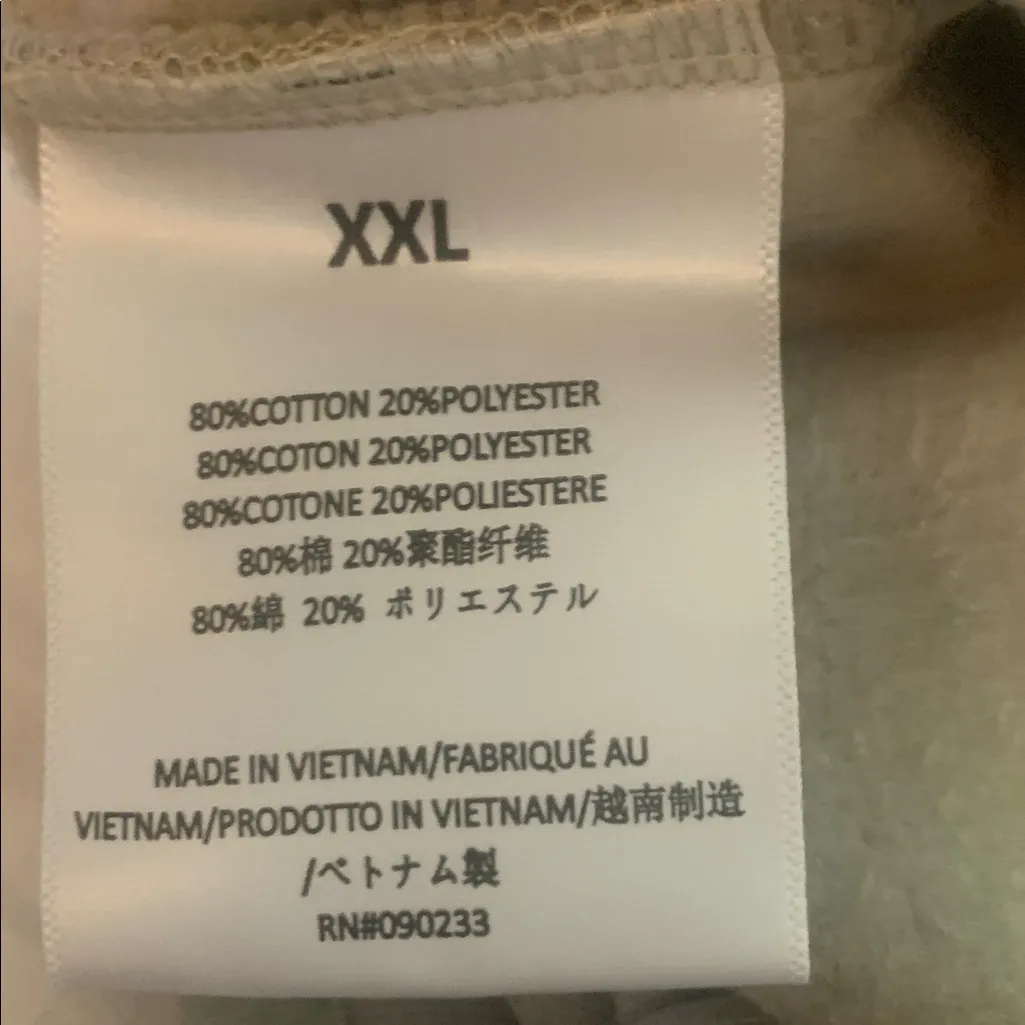 XXL
80%COTTON 20%POLYESTER
80%COTON 20%POLYESTER
80%COTONE 20%POLIESTERE
80%棉 20%聚酯纤维
80%綿 20% ポリエステル
MADE IN VIETNAM/FABRIQUÉ AU
VIETNAM/PRODOTTO IN VIETNAM/越南制造
/ベトナム製
RN#090233